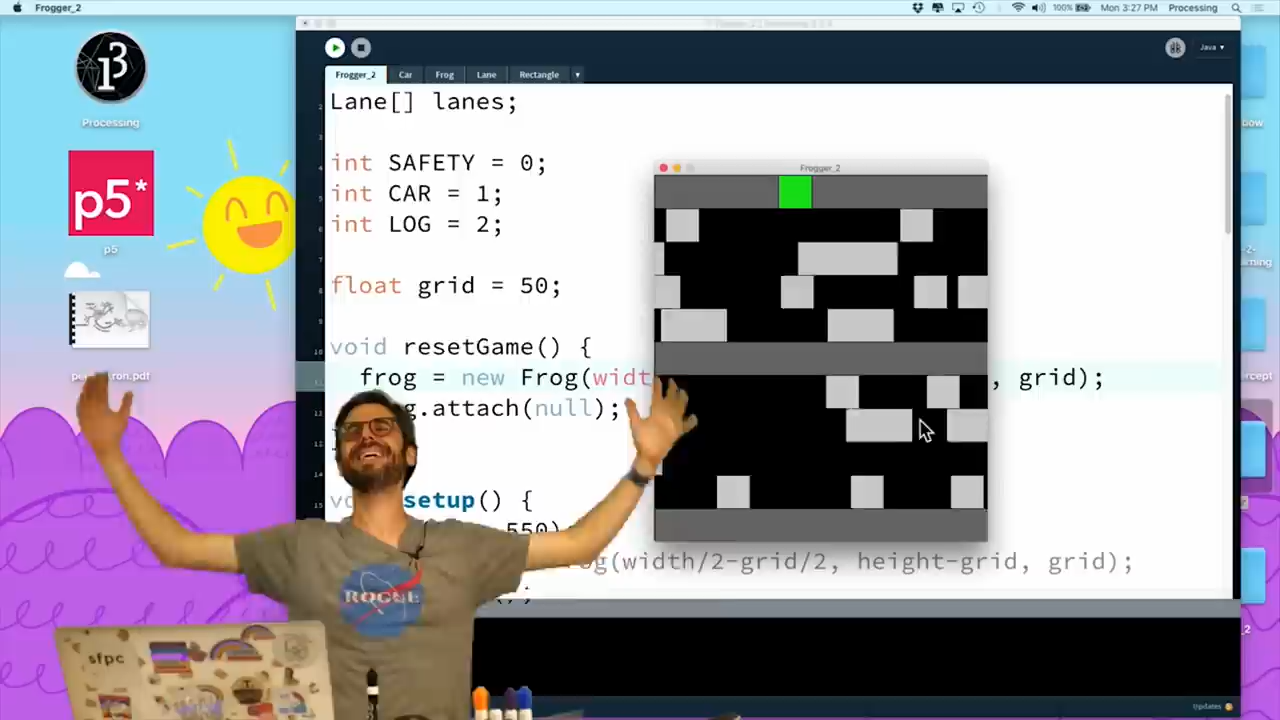 Frogger_2
100%
Mon 3:27 PM
Processing
Processing
p5*
p5
Java
Frogger_2
Car
Frog
Lane
Rectangle
Lane[] lanes;
int SAFETY = 0;
int CAR = 1;
int LOG = 2;
float grid = 50;
void resetGame() {
frog = new Frog(widt
, grid);
g.attach(null);
setup() {
550)
og(width/2-grid/2, height-grid, grid);
Frogger_2
ROGUE
sfpc
Updates